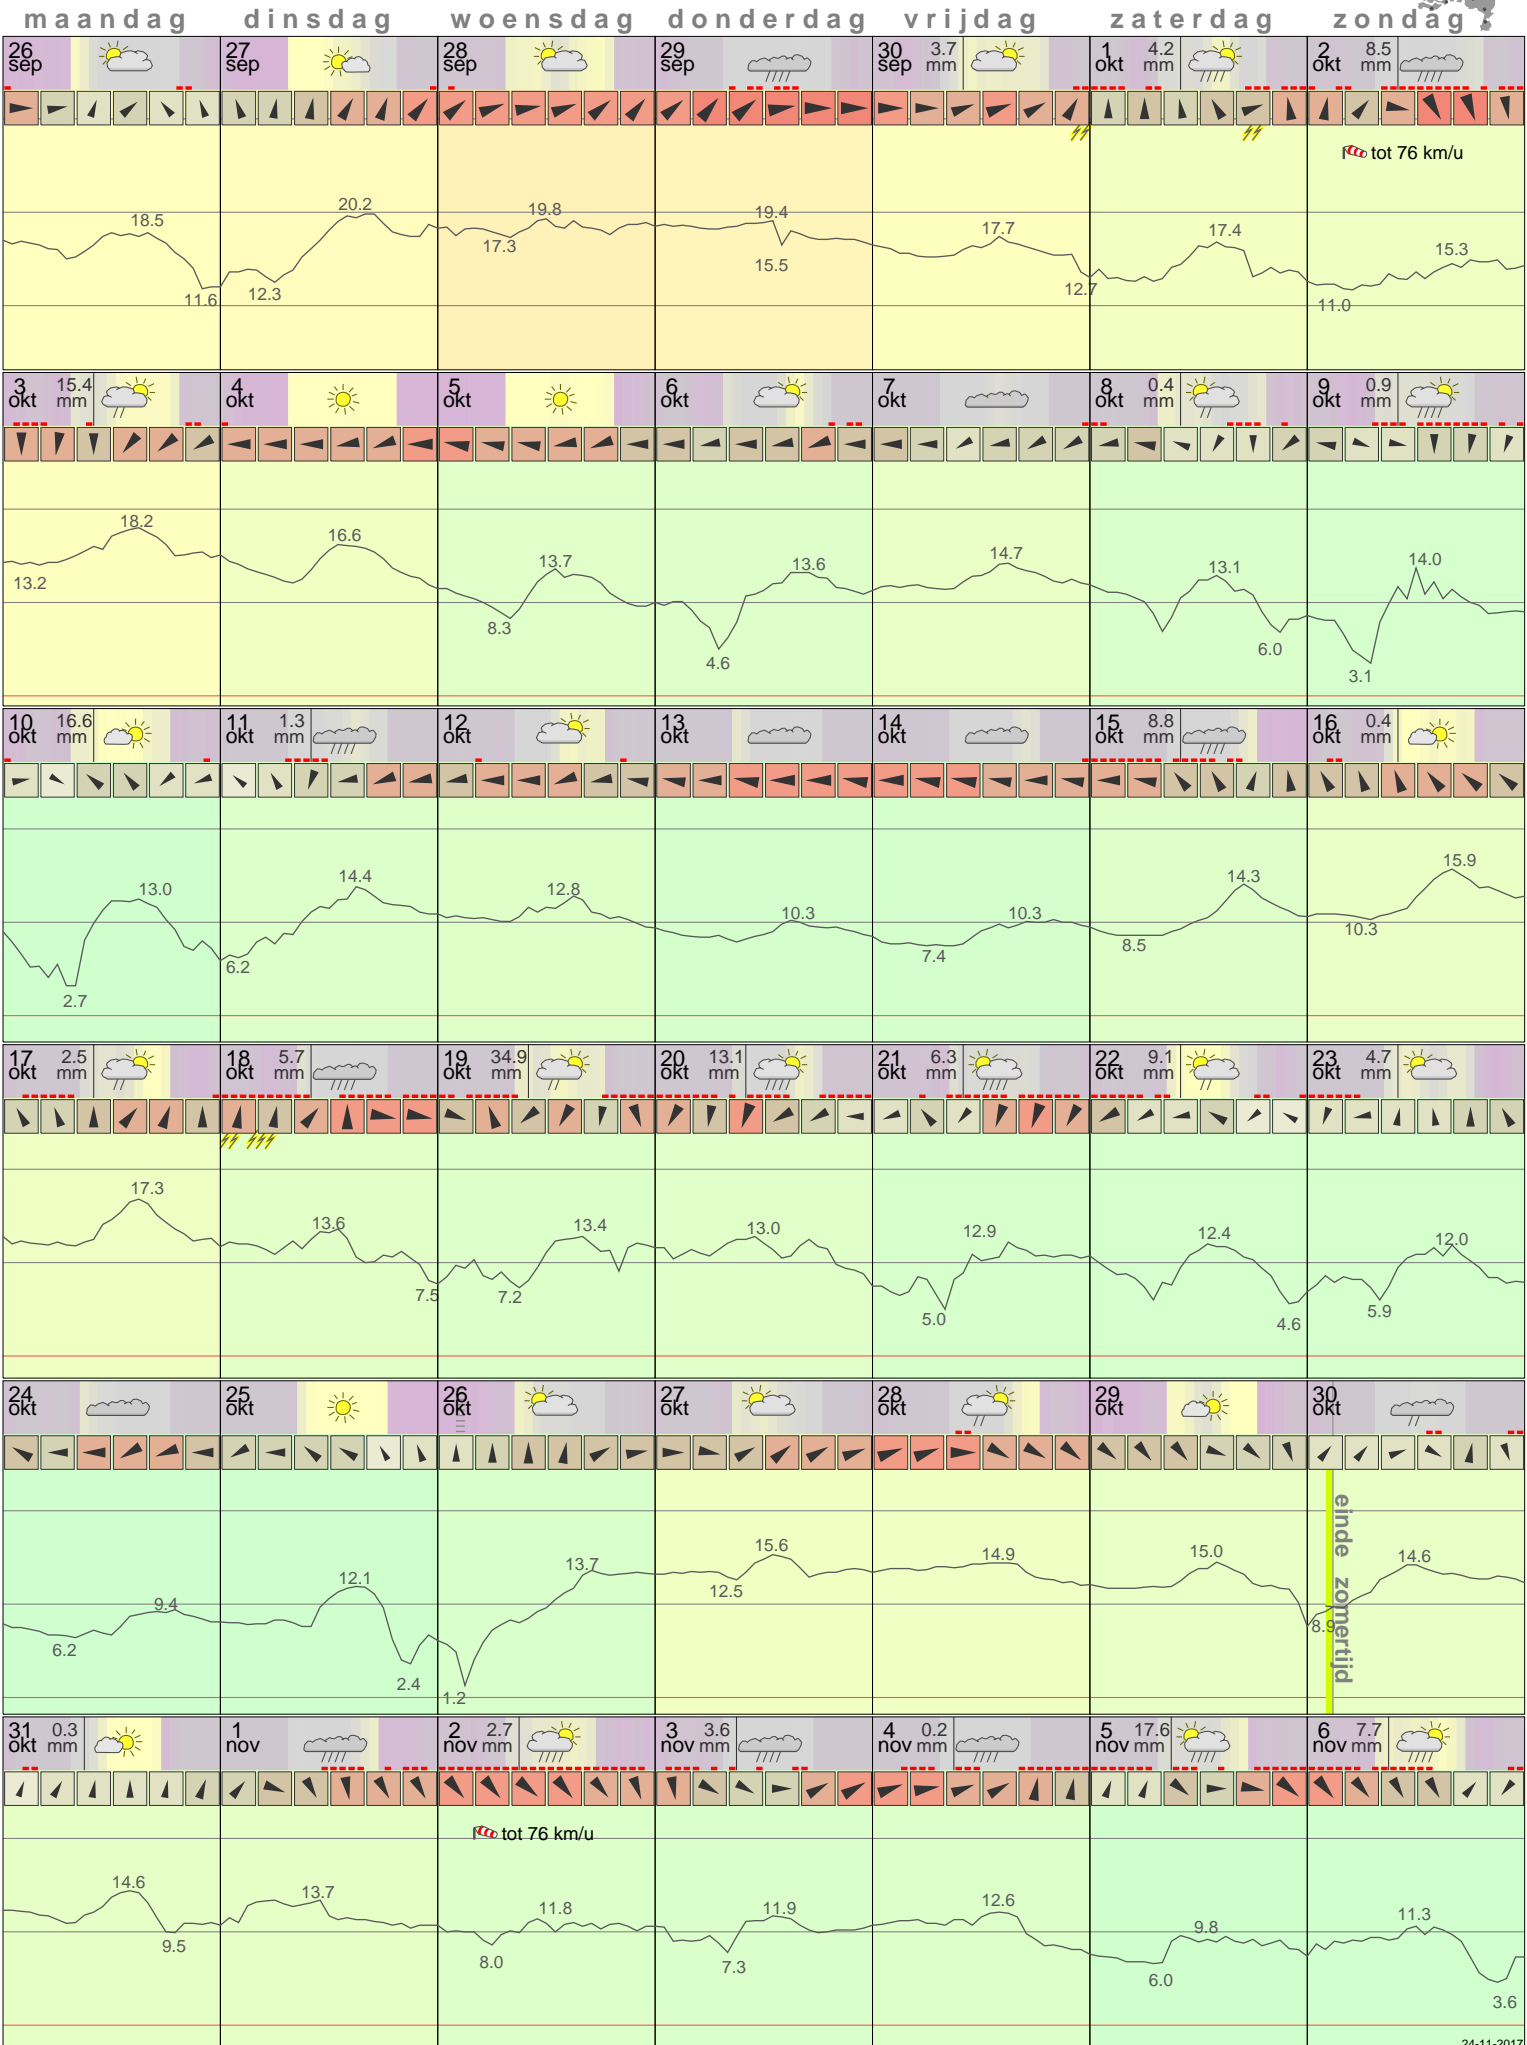 maandag dinsdag woensdag donderdag vrijdag zaterdag zondag
26 27 28 29 30 3.7 1 4.2 2 8.5
sep sep sep sep sep mm okt mm okt mm
tot 76 km/u
18.5 20.2 19.8 19.4 17.7 17.4 15.3
11.6 12.3 17.3 15.5 12.7 11.0
3 15.4 4 5 6 7 8 0.4 9 0.9
okt mm okt okt okt okt okt mm okt mm
18.2 16.6 13.7 13.6 14.7 13.1 14.0
13.2 8.3 4.6 6.0 3.1
10 16.6 11 1.3 12 13 14 15 8.8 16 0.4
okt mm okt mm okt okt okt okt mm okt mm
13.0 14.4 12.8 10.3 10.3 14.3 15.9
2.7 6.2 7.4 8.5 10.3
17 2.5 18 5.7 19 34.9 20 13.1 21 6.3 22 9.1 23 4.7
okt mm okt mm okt mm okt mm okt mm okt mm okt mm
17.3 13.6 13.4 13.0 12.9 12.4 12.0
7.5 7.2 5.0 4.6 5.9
24 25 26 27 28 29 30
okt okt okt okt okt okt okt
9.4 12.1 13.7 15.6 14.9 15.0 14.6
6.2 2.4 1.2 12.5 8.9
einde zomertijd
31 0.3 1 2 2.7 3 3.6 4 0.2 5 17.6 6 7.7
okt mm nov nov mm nov mm nov mm nov mm nov mm
tot 76 km/u
14.6 13.7 11.8 11.9 12.6 9.8 11.3
9.5 8.0 7.3 6.0 3.6
24-11-2017